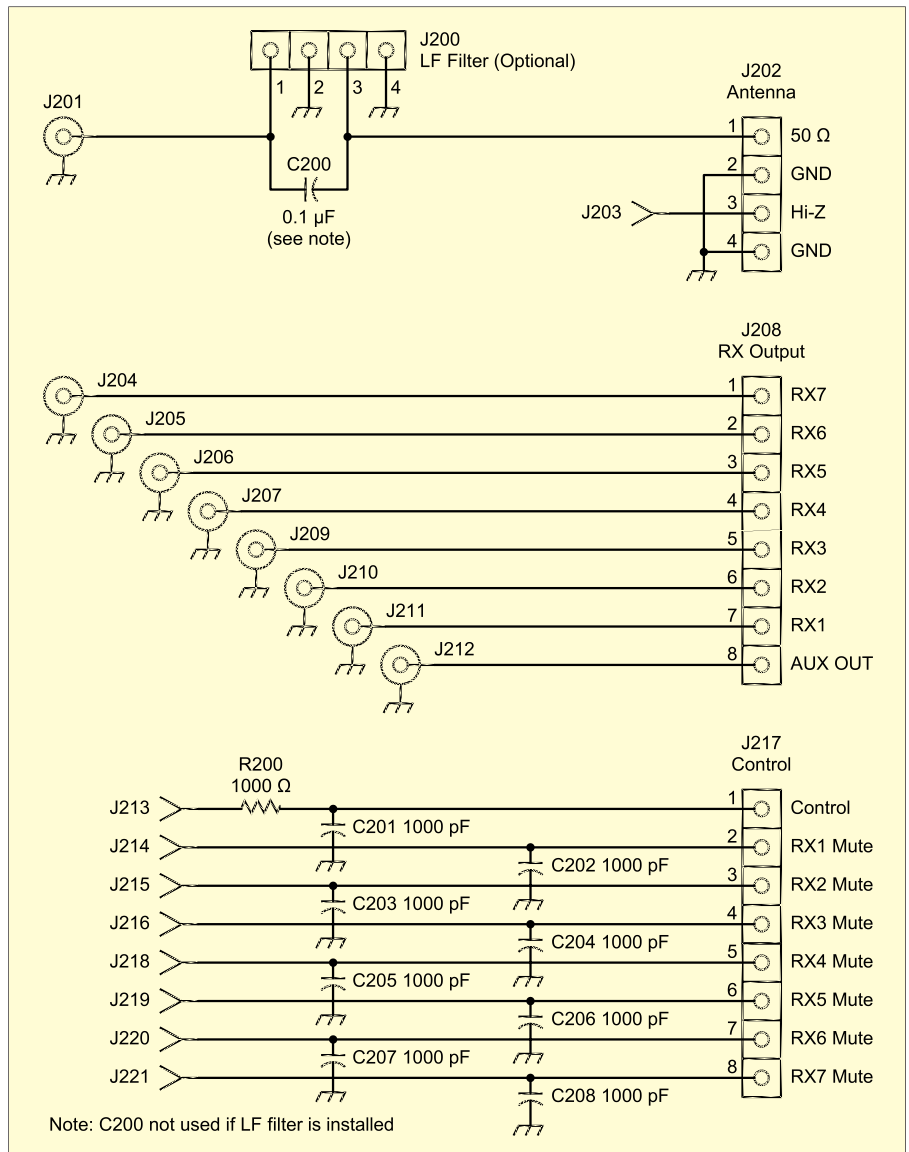 J200
LF Filter (Optional)
1 2 3 4
J201
C200
0.1 µF
(see note)
J202
Antenna
1 50 Ω
2 GND
J203 3 Hi-Z
4 GND
J208
RX Output
J204 1 RX7
J205 2 RX6
J206 3 RX5
J207 4 RX4
J209 5 RX3
J210 6 RX2
J211 7 RX1
J212 8 AUX OUT
J217
Control
R200
1000 Ω
J213 1 Control
C201 1000 pF
J214 2 RX1 Mute
C202 1000 pF
J215 3 RX2 Mute
C203 1000 pF
J216 4 RX3 Mute
C204 1000 pF
J218 5 RX4 Mute
C205 1000 pF
J219 6 RX5 Mute
C206 1000 pF
J220 7 RX6 Mute
C207 1000 pF
J221 8 RX7 Mute
C208 1000 pF
Note: C200 not used if LF filter is installed